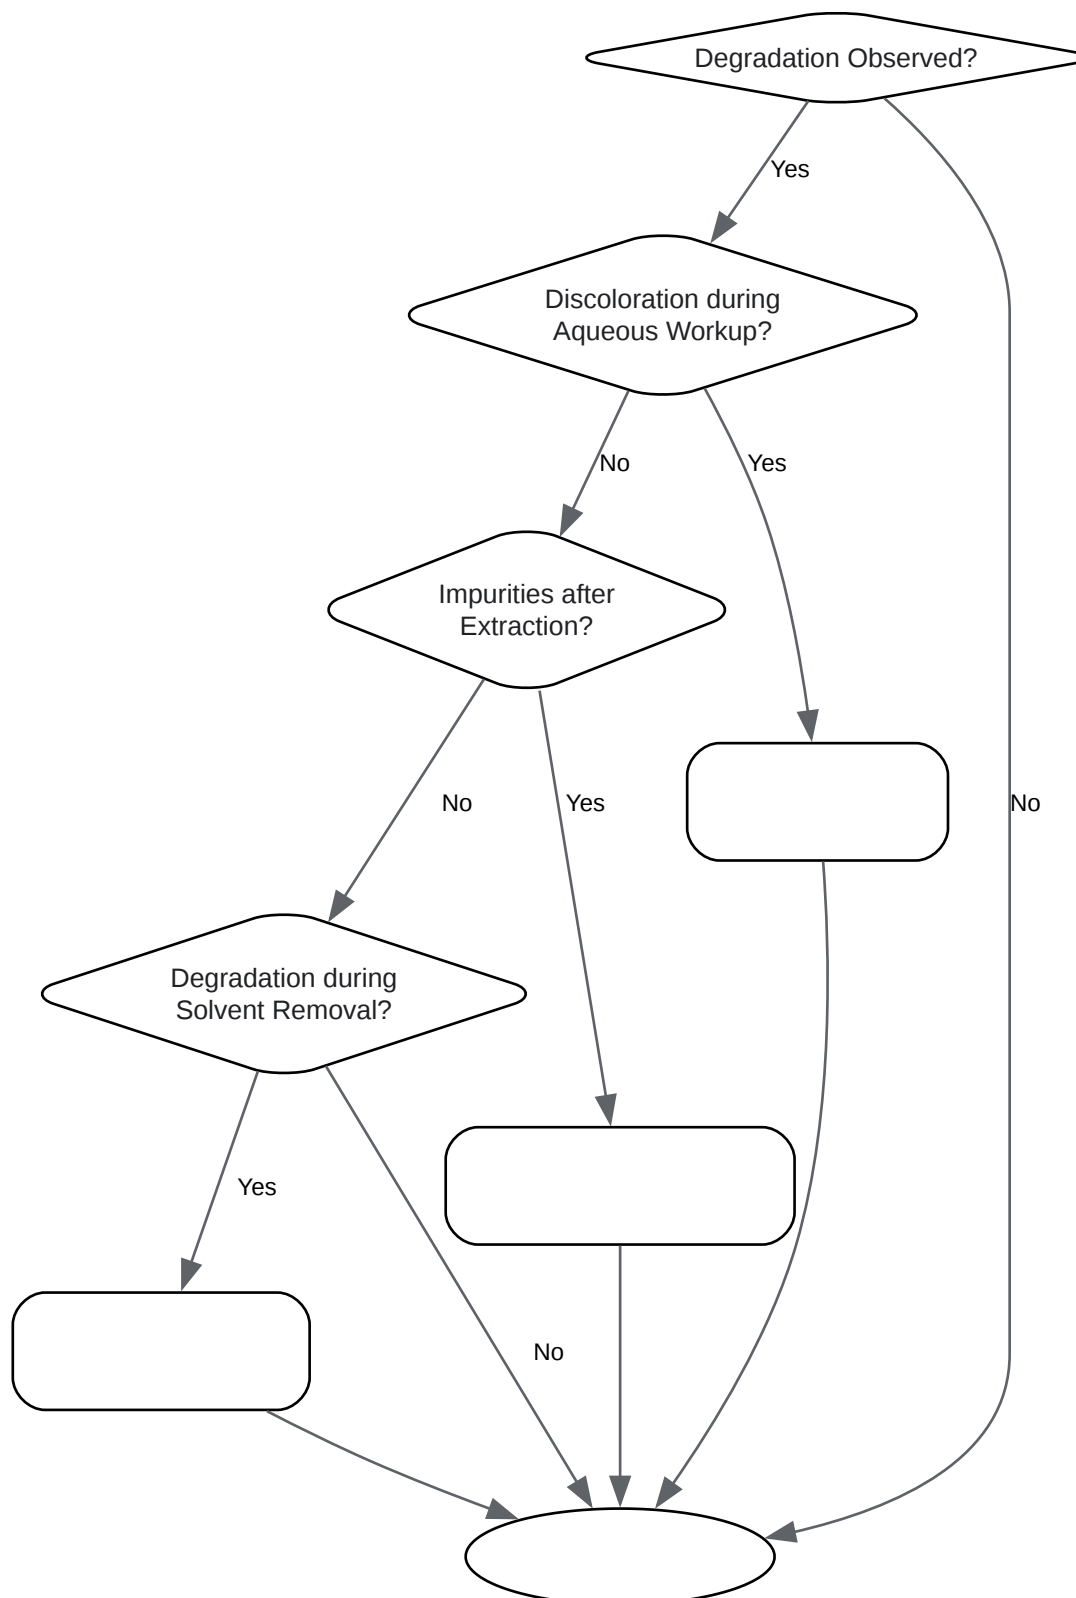 Degradation Observed?
Yes
Discoloration during
Aqueous Workup?
No
Yes
Impurities after
Extraction?
No
Yes
No
Degradation during
Solvent Removal?
Yes
No